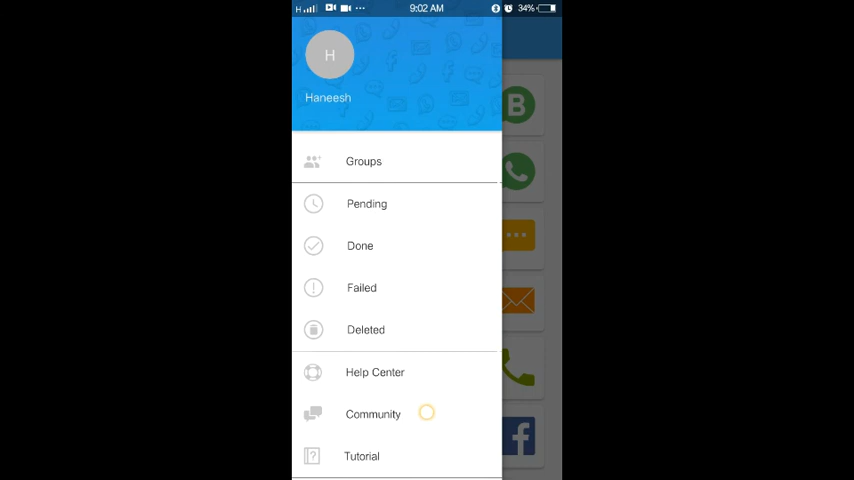 H 9:02 AM 34%
H
Haneesh
B
Groups
Pending
Done
Failed
Deleted
Help Center
Community
Tutorial